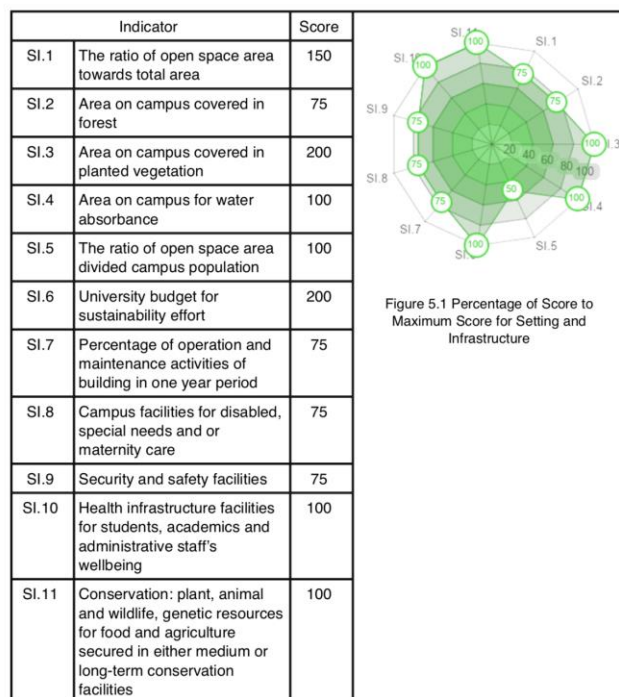 Indicator Score
SI.1 The ratio of open space area 150
towards total area
SI.2 Area on campus covered in 75
forest
SI.3 Area on campus covered in 200
planted vegetation
SI.4 Area on campus for water 100
absorbance
SI.5 The ratio of open space area 100
divided campus population
SI.6 University budget for 200
sustainability effort
SI.7 Percentage of operation and 75
maintenance activities of
building in one year period
SI.8 Campus facilities for disabled, 75
special needs and or
maternity care
SI.9 Security and safety facilities 75
SI.10 Health infrastructure facilities 100
for students, academics and
administrative staff's
wellbeing
SI.11 Conservation: plant, animal 100
and wildlife, genetic resources
for food and agriculture
secured in either medium or
long-term conservation
facilities
100
SI.1
100
75
75
SI.2
SI.9
75
100
20 40 60 80 100
SI.8
75
100
75
50
SI.7
100
SI.5
Figure 5.1 Percentage of Score to
Maximum Score for Setting and
Infrastructure